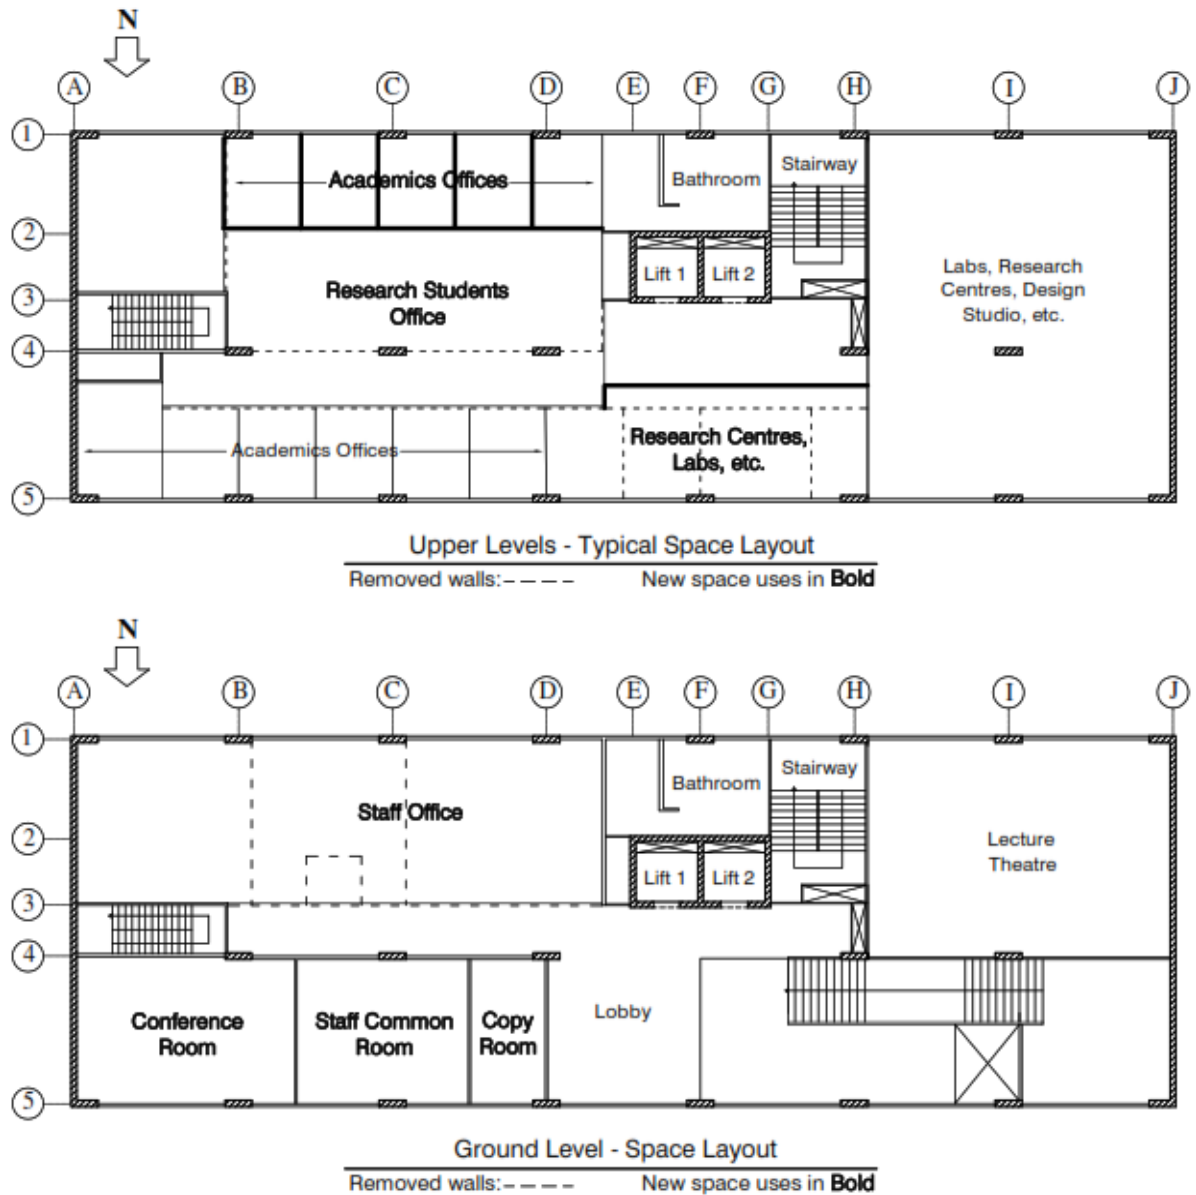 N
A B C D E F G H I J
1
Academics Offices
Bathroom
Stairway
2
Lift 1 Lift 2
Labs, Research
Centres, Design
Studio, etc.
Research Students
Office
3
4
Academics Offices
Research Centres,
Labs, etc.
5
Upper Levels - Typical Space Layout
Removed walls: New space uses in Bold
N
A B C D E F G H I J
1
Bathroom
Stairway
Staff Office
2
Lecture
Theatre
Lift 1 Lift 2
3
4
Conference
Room
Staff Common
Room
Copy
Room
Lobby
5
Ground Level - Space Layout
Removed walls: New space uses in Bold